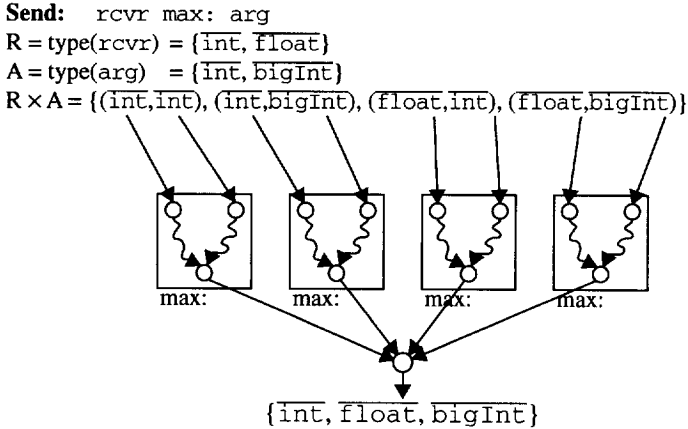 Send: rcvr max: arg
R = type(rcvr) = {int, float}
A = type(arg) = {int, bigInt}
R × A = {(int,int), (int,bigInt), (float,int), (float,bigInt)}
max: max: max: max:
{int, float, bigInt}